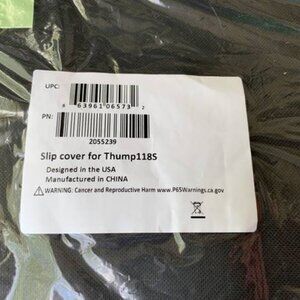 UPC:
8 63961 06573 2
PN:
2055239
Slip cover for Thump118S
Designed in the USA
Manufactured in CHINA
⚠WARNING: Cancer and Reproductive Harm www.P65Warnings.ca.gov